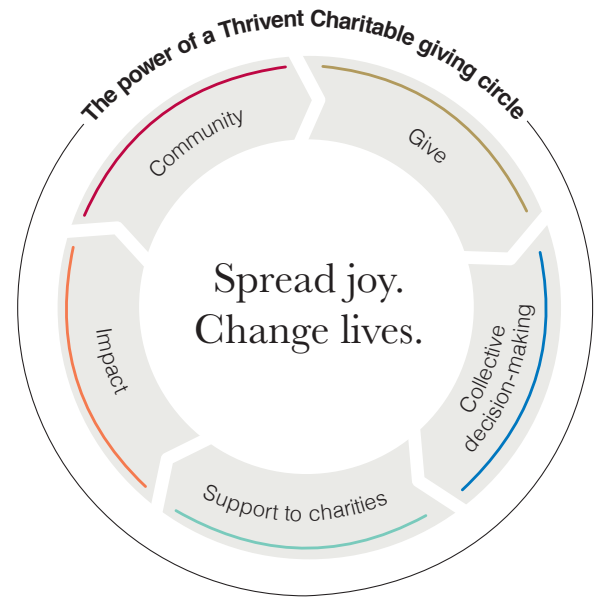 The power of a Thrivent Charitable giving circle
Community
Give
Collective
decision-making
Support to charities
Impact
Spread joy.
Change lives.